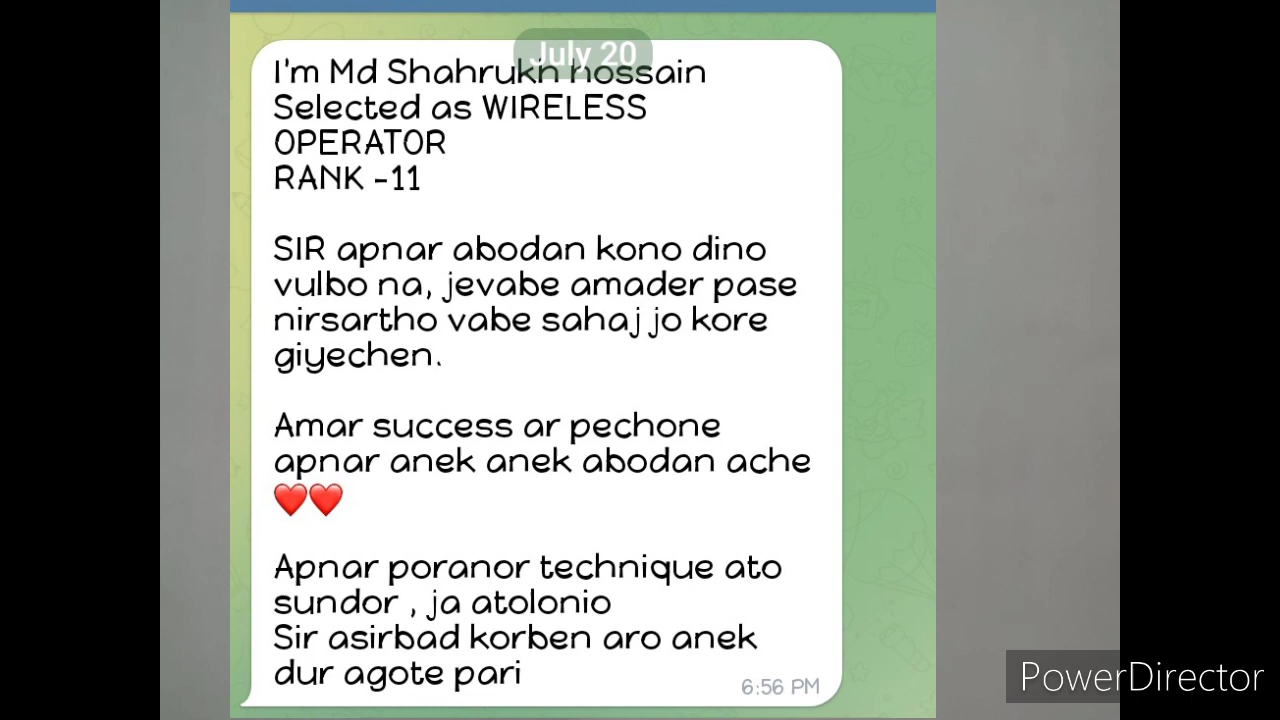 July 20
I'm Md Shahrukh hossain
Selected as WIRELESS
OPERATOR
RANK -11
SIR apnar abodan kono dino
vulbo na, jevabe amader pase
nirsartho vabe sahaj jo kore
giyechen.
Amar success ar pechone
apnar anek anek abodan ache
❤️❤️
Apnar poranor technique ato
sundor , ja atolonio
Sir asirbad korben aro anek
dur agote pari
6:56 PM
PowerDirector